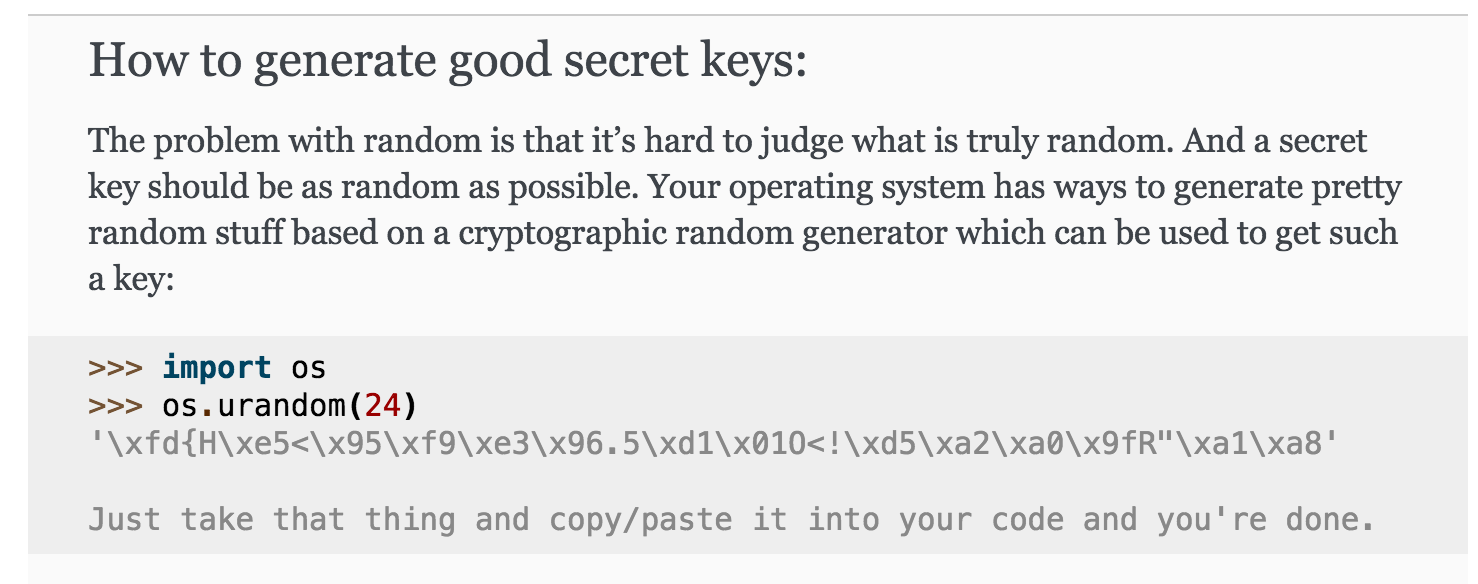 How to generate good secret keys:
The problem with random is that it’s hard to judge what is truly random. And a secret
key should be as random as possible. Your operating system has ways to generate pretty
random stuff based on a cryptographic random generator which can be used to get such
a key:
>>> import os
>>> os.urandom(24)
'\xfd{H\xe5<\x95\xf9\xe3\x96.5\xd1\x01O<!\xd5\xa2\xa0\x9fR"\xa1\xa8'
Just take that thing and copy/paste it into your code and you're done.